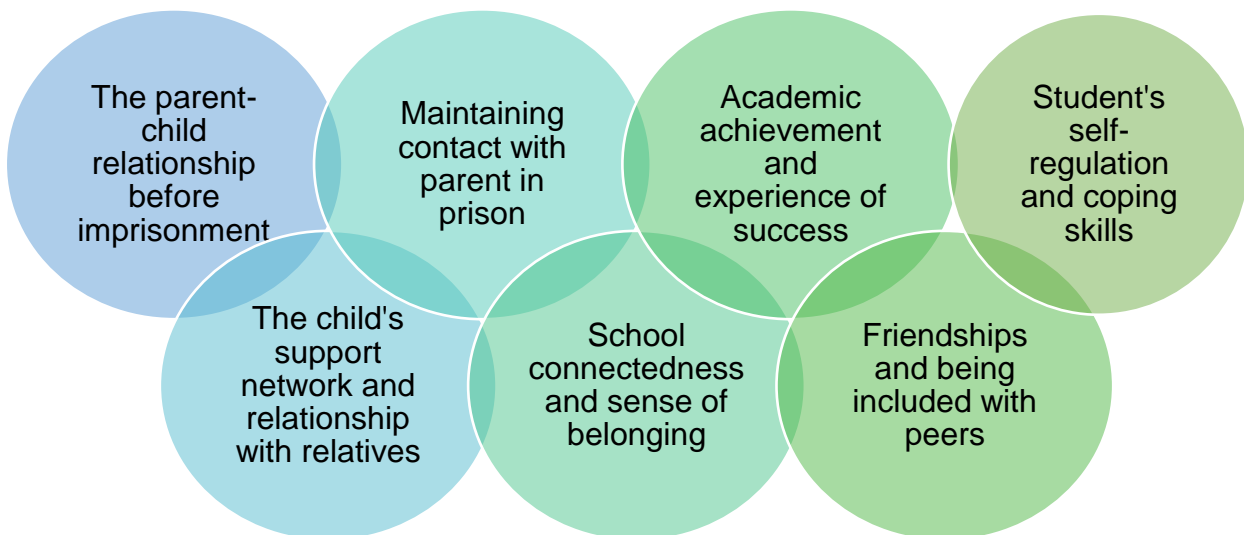 The parent-
child
relationship
before
imprisonment
Maintaining
contact with
parent in
prison
Academic
achievement
and
experience of
success
Student's
self-
regulation
and coping
skills
The child's
support
network and
relationship
with relatives
School
connectedness
and sense of
belonging
Friendships
and being
included with
peers